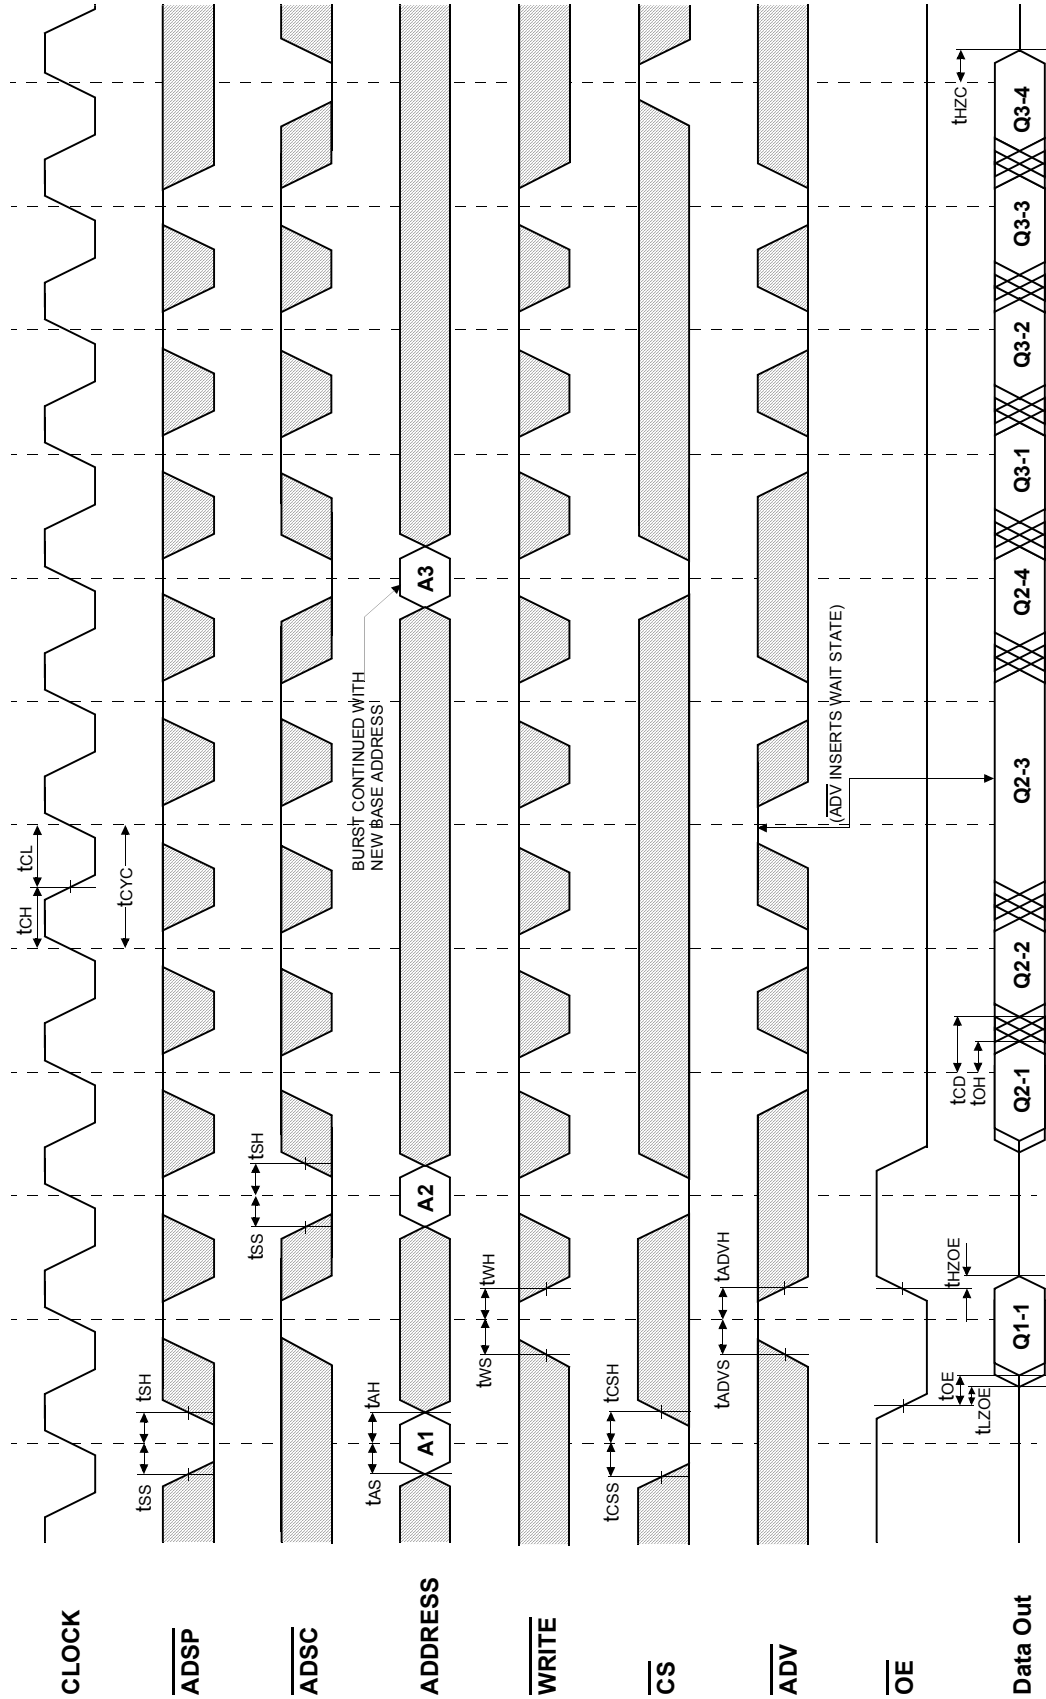 CLOCK
tCH
tCL
tCYC
ADSP
tSS
tSH
ADSC
tSS
tSH
ADDRESS
tAS
tAH
A1
A2
A3
BURST CONTINUED WITH
NEW BASE ADDRESS
WRITE
tWS
tWH
CS
tCSS
tCSH
ADV
tADVS
tADVH
(ADV INSERTS WAIT STATE)
OE
Data Out
tLZOE
tOE
tHZOE
tCD
tOH
tHZC
Q1-1
Q2-1
Q2-2
Q2-3
Q2-4
Q3-1
Q3-2
Q3-3
Q3-4